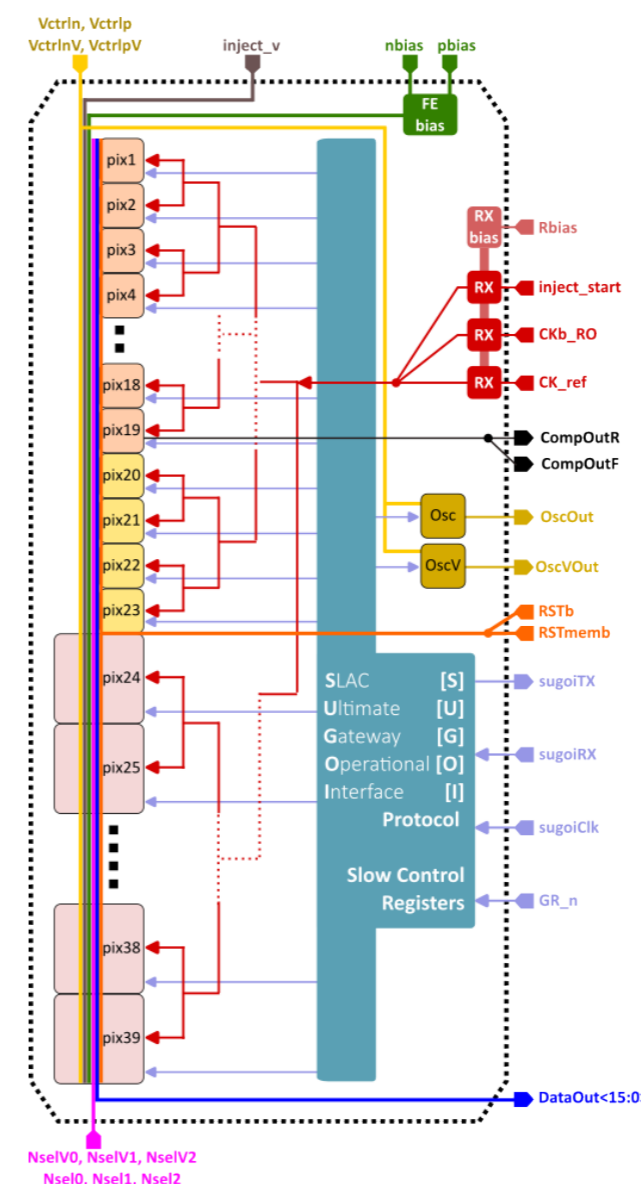 Vctrln, Vctrlp
VctrlnV, VctrlpV
inject_v
nbias
pbias
FE
bias
pix1
pix2
pix3
pix4
pix18
pix19
pix20
pix21
pix22
pix23
pix24
pix25
pix38
pix39
RX
bias
Rbias
RX
inject_start
RX
CKb_RO
RX
CK_ref
CompOutR
CompOutF
Osc
OscOut
OscV
OscVOut
RSTb
RSTmemb
SLAC [S]
Ultimate [U]
Gateway [G]
Operational [O]
Interface [I]
Protocol
Slow Control
Registers
sugoiTX
sugoiRX
sugoiClk
GR_n
DataOut<15:0
NselV0, NselV1, NselV2
Nsel0, Nsel1, Nsel2